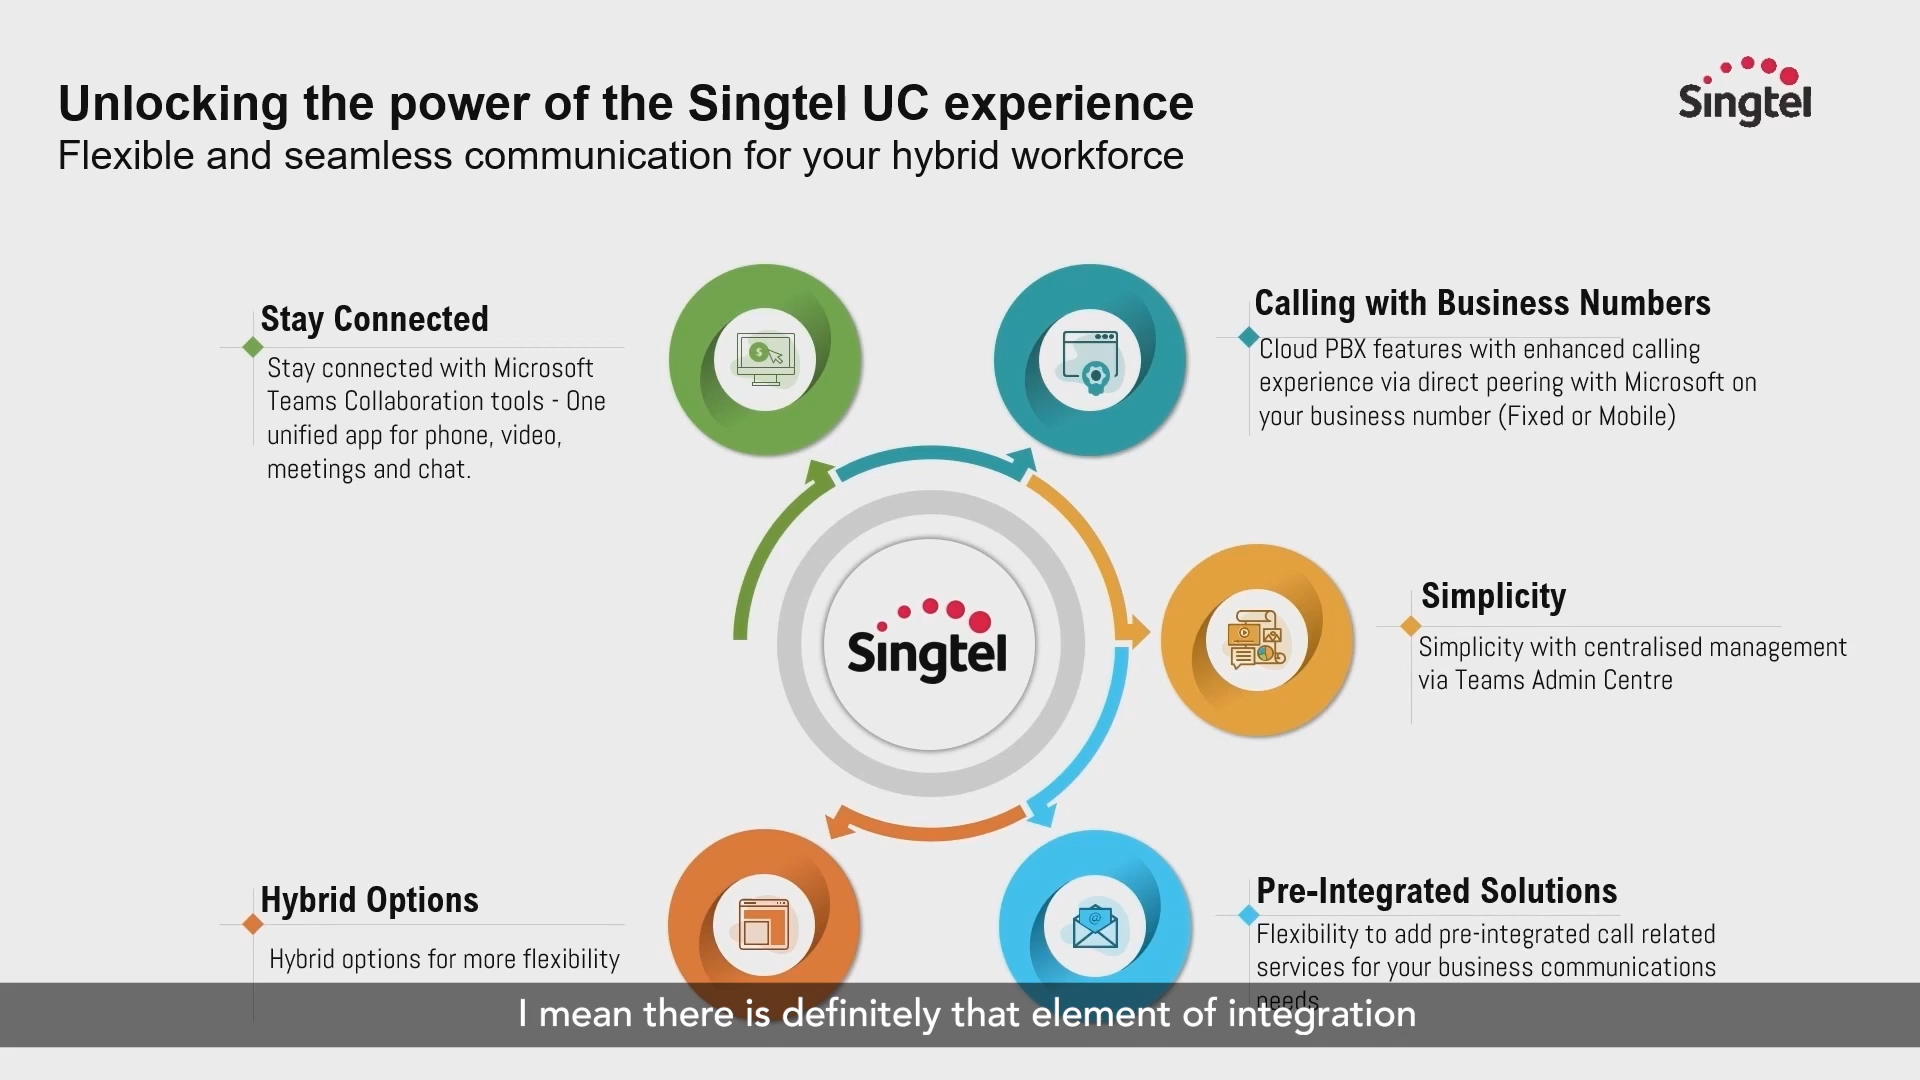 Unlocking the power of the Singtel UC experience
Flexible and seamless communication for your hybrid workforce
Singtel
Stay Connected
Stay connected with Microsoft
Teams Collaboration tools - One
unified app for phone, video,
meetings and chat.
Calling with Business Numbers
Cloud PBX features with enhanced calling
experience via direct peering with Microsoft on
your business number (Fixed or Mobile)
Singtel
Simplicity
Simplicity with centralised management
via Teams Admin Centre
Hybrid Options
Hybrid options for more flexibility
Pre-Integrated Solutions
Flexibility to add pre-integrated call related
services for your business communications
needs
I mean there is definitely that element of integration